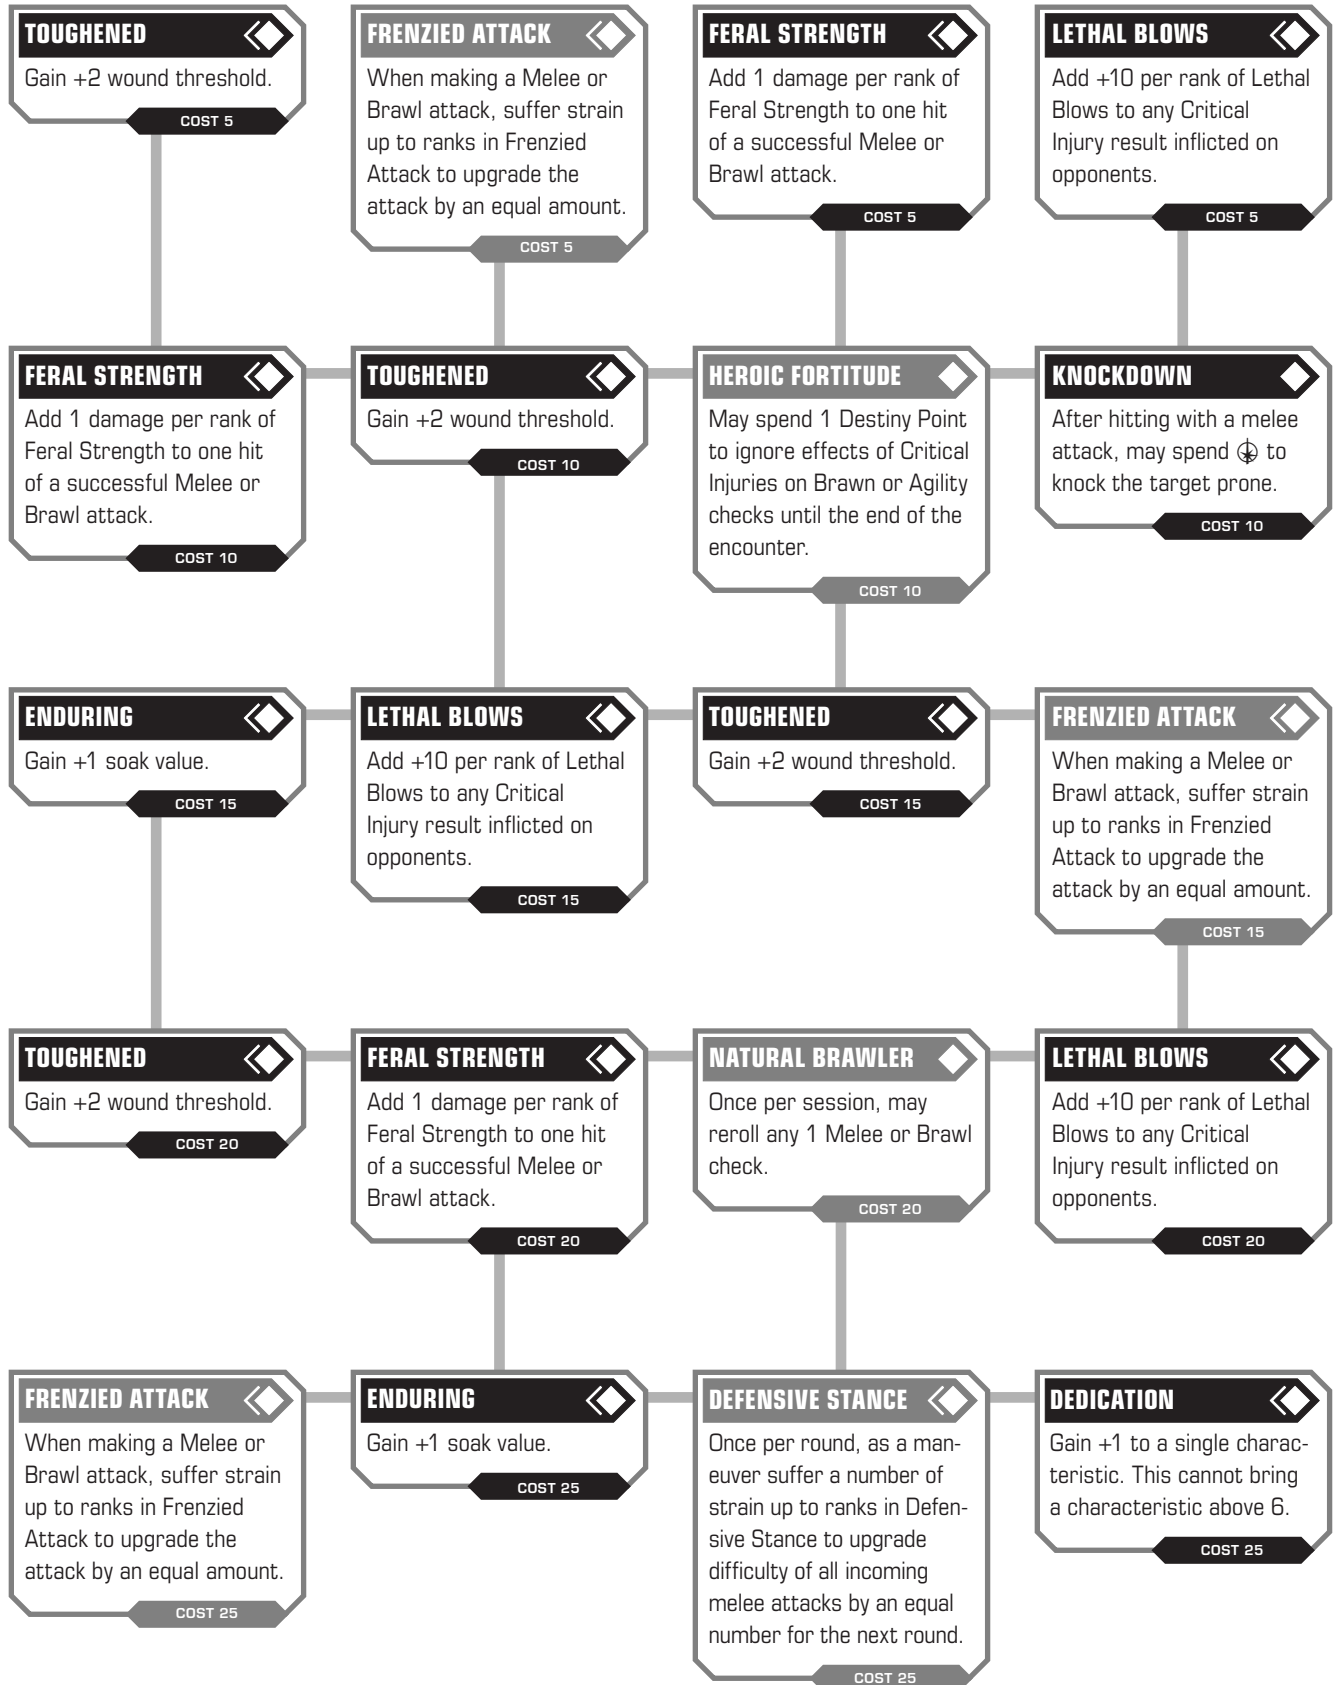 TOUGHENED
Gain +2 wound threshold.
COST 5
FRENZIED ATTACK
When making a Melee or
Brawl attack, suffer strain
up to ranks in Frenzied
Attack to upgrade the
attack by an equal amount.
COST 5
FERAL STRENGTH
Add 1 damage per rank of
Feral Strength to one hit
of a successful Melee or
Brawl attack.
COST 5
LETHAL BLOWS
Add +10 per rank of Lethal
Blows to any Critical
Injury result inflicted on
opponents.
COST 5
FERAL STRENGTH
Add 1 damage per rank of
Feral Strength to one hit
of a successful Melee or
Brawl attack.
COST 10
TOUGHENED
Gain +2 wound threshold.
COST 10
HEROIC FORTITUDE
May spend 1 Destiny Point
to ignore effects of Critical
Injuries on Brawn or Agility
checks until the end of the
encounter.
COST 10
KNOCKDOWN
After hitting with a melee
attack, may spend to
knock the target prone.
COST 10
ENDURING
Gain +1 soak value.
COST 15
LETHAL BLOWS
Add +10 per rank of Lethal
Blows to any Critical
Injury result inflicted on
opponents.
COST 15
TOUGHENED
Gain +2 wound threshold.
COST 15
FRENZIED ATTACK
When making a Melee or
Brawl attack, suffer strain
up to ranks in Frenzied
Attack to upgrade the
attack by an equal amount.
COST 15
TOUGHENED
Gain +2 wound threshold.
COST 20
FERAL STRENGTH
Add 1 damage per rank of
Feral Strength to one hit
of a successful Melee or
Brawl attack.
COST 20
NATURAL BRAWLER
Once per session, may
reroll any 1 Melee or Brawl
check.
COST 20
LETHAL BLOWS
Add +10 per rank of Lethal
Blows to any Critical
Injury result inflicted on
opponents.
COST 20
FRENZIED ATTACK
When making a Melee or
Brawl attack, suffer strain
up to ranks in Frenzied
Attack to upgrade the
attack by an equal amount.
COST 25
ENDURING
Gain +1 soak value.
COST 25
DEFENSIVE STANCE
Once per round, as a man-
euver suffer a number of
strain up to ranks in Defen-
sive Stance to upgrade
difficulty of all incoming
melee attacks by an equal
number for the next round.
COST 25
DEDICATION
Gain +1 to a single charac-
teristic. This cannot bring
a characteristic above 6.
COST 25